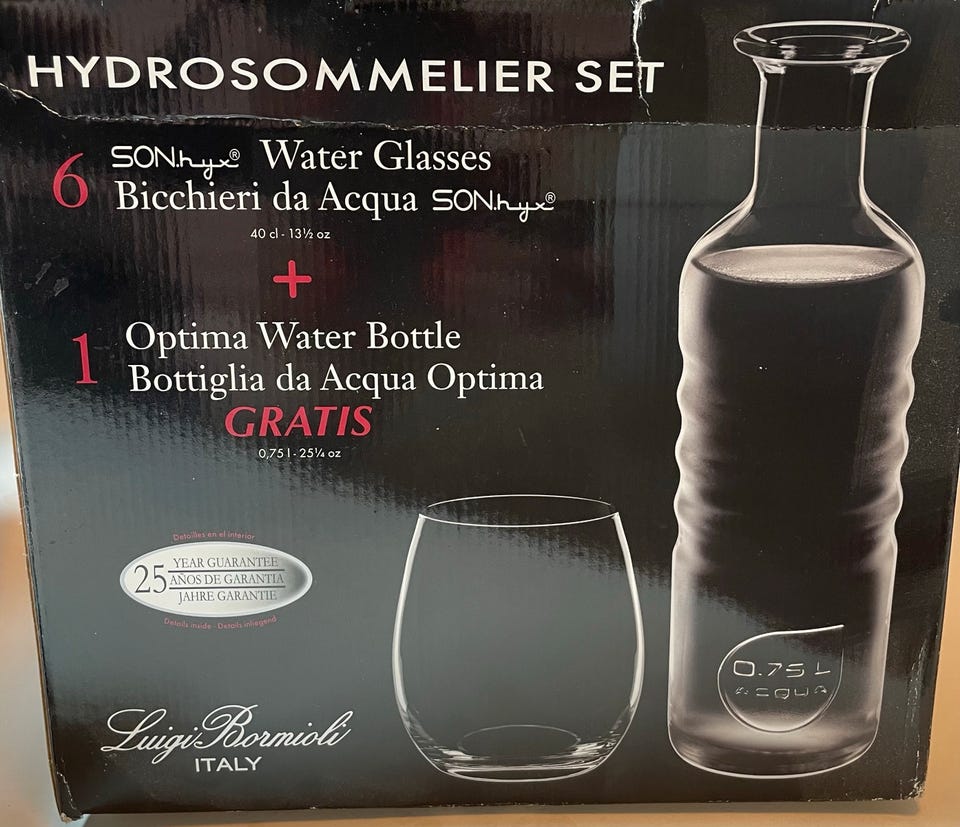 HYDROSOMMELIER SET
6 SON.hyx® Water Glasses
Bicchieri da Acqua SON.hyx®
40 cl - 13½ oz
+
1 Optima Water Bottle
Bottiglia da Acqua Optima
GRATIS
0,75 l - 25¼ oz
Detailles en el interior
25 YEAR GUARANTEE
AÑOS DE GARANTIA
JAHRE GARANTIE
Details inside - Details inliegend
Luigi Bormioli
ITALY
0.75 L
ACQUA